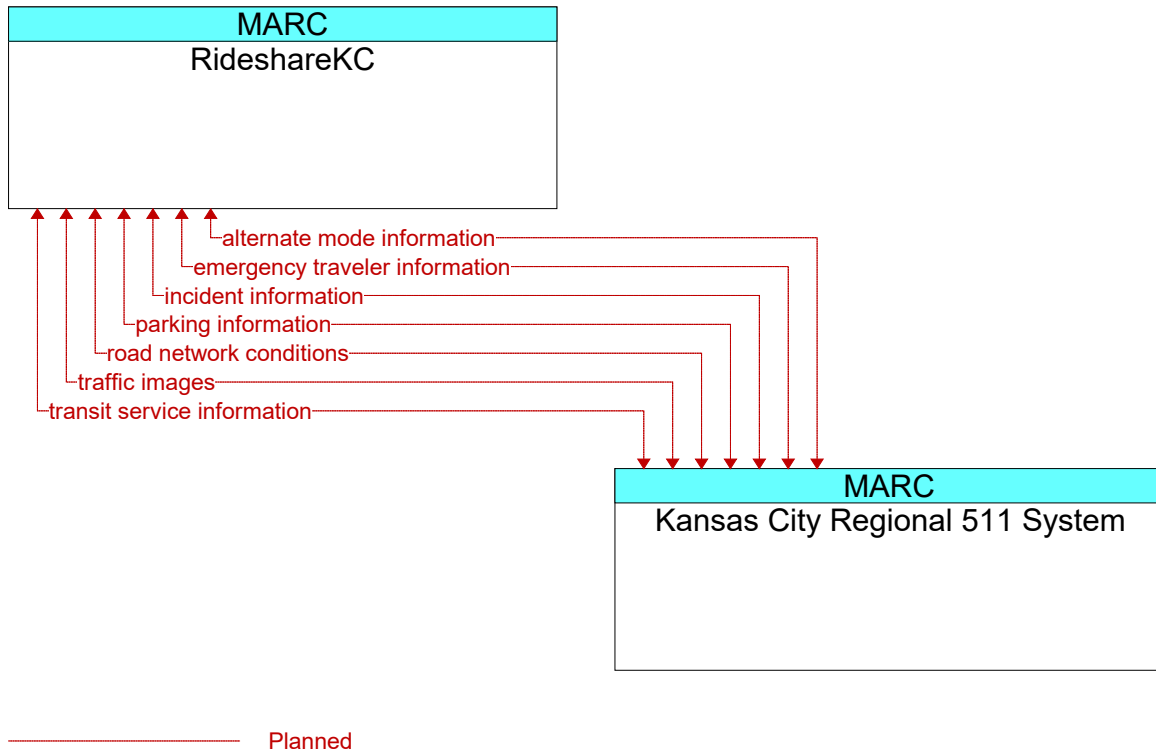 MARC
RideshareKC
alternate mode information
emergency traveler information
incident information
parking information
road network conditions
traffic images
transit service information
MARC
Kansas City Regional 511 System
Planned